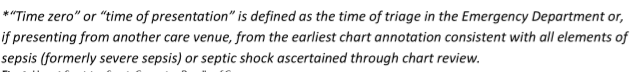 *“Time zero” or “time of presentation” is defined as the time of triage in the Emergency Department or,
if presenting from another care venue, from the earliest chart annotation consistent with all elements of
sepsis (formerly severe sepsis) or septic shock ascertained through chart review.